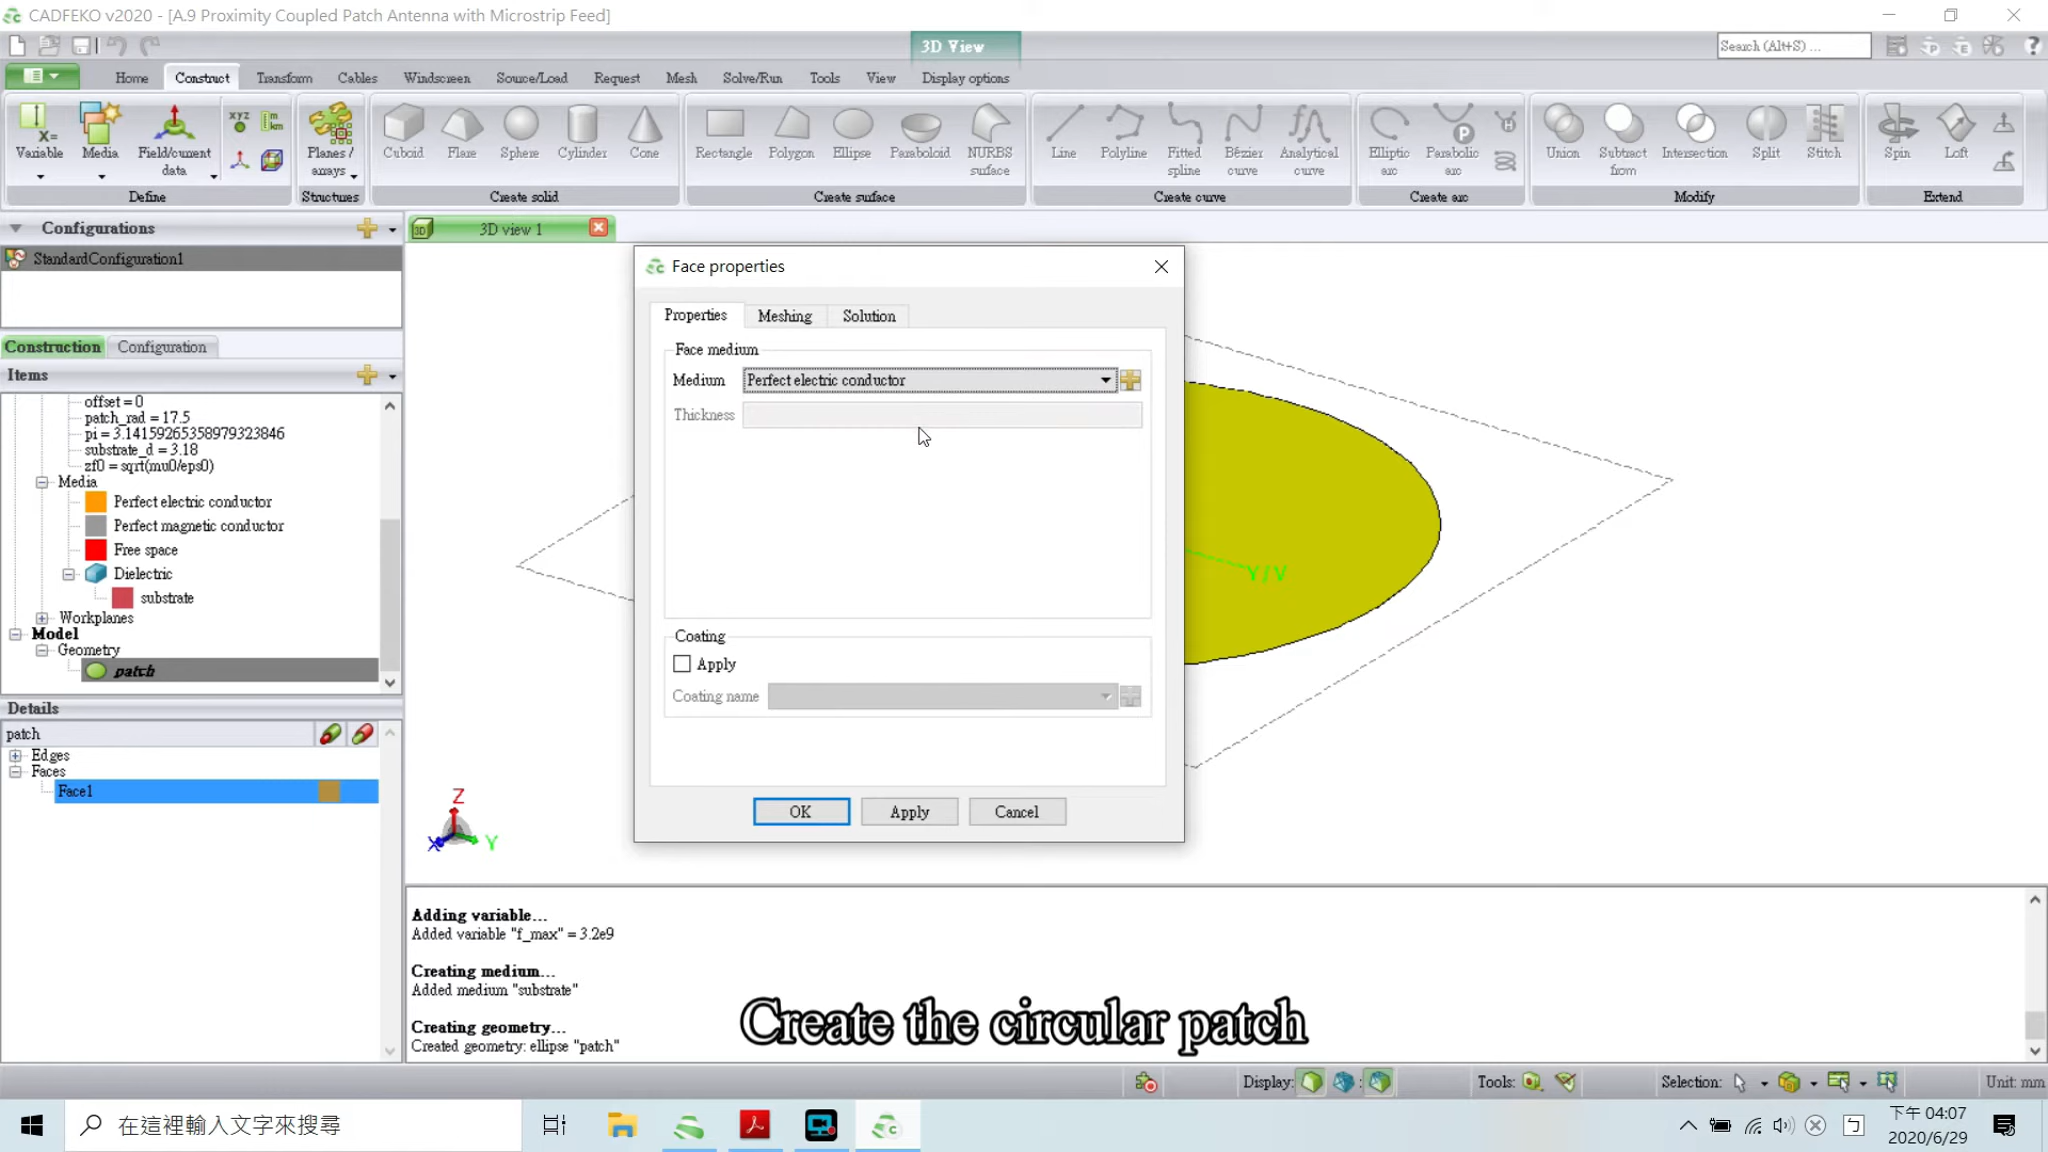 CADFEKO v2020 - [A.9 Proximity Coupled Patch Antenna with Microstrip Feed]
3D View
Search (Alt+S) ...
Home Construct Transform Cables Windscreen Source/Load Request Mesh Solve/Run Tools View Display options
Variable Media Field/current data
Planes / arrays
Cuboid Flare Sphere Cylinder Cone
Rectangle Polygon Ellipse Paraboloid NURBS surface
Line Polyline Fitted spline Bézier curve Analytical curve
Elliptic arc Parabolic arc
Union Subtract from Intersection Split Stitch
Spin Loft
Define Structures Create solid Create surface Create curve Create arc Modify Extend
Configurations
3D view 1
StandardConfiguration1
Construction Configuration
Items
offset = 0
patch_rad = 17.5
pi = 3.14159265358979323846
substrate_d = 3.18
zf0 = sqrt(mu0/eps0)
Media
Perfect electric conductor
Perfect magnetic conductor
Free space
Dielectric
substrate
Workplanes
Model
Geometry
patch
Details
patch
Edges
Faces
Face1
Face properties
Properties Meshing Solution
Face medium
Medium Perfect electric conductor
Thickness
Coating
Apply
Coating name
OK Apply Cancel
Y/V
Z
X Y
Adding variable...
Added variable "f_max" = 3.2e9
Creating medium...
Added medium "substrate"
Creating geometry...
Created geometry: ellipse "patch"
Create the circular patch
Display: Tools: Selection: Unit: mm
在這裡輸入文字來搜尋
下午 04:07
2020/6/29